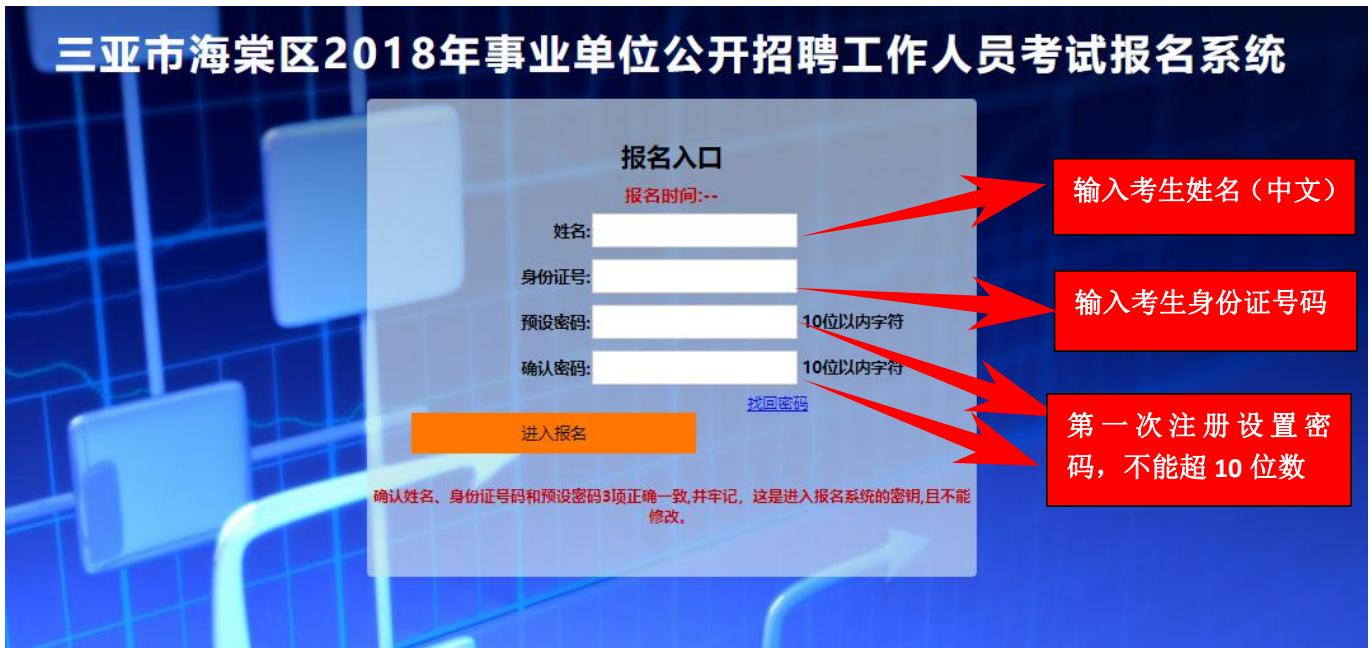 三亚市海棠区2018年事业单位公开招聘工作人员考试报名系统
报名入口
报名时间:--
姓名:
身份证号:
预设密码:
10位以内字符
确认密码:
10位以内字符
找回密码
进入报名
确认姓名、身份证号码和预设密码3项正确一致,并牢记，这是进入报名系统的密钥,且不能
修改。
输入考生姓名（中文）
输入考生身份证号码
第一次注册设置密
码，不能超 10 位数